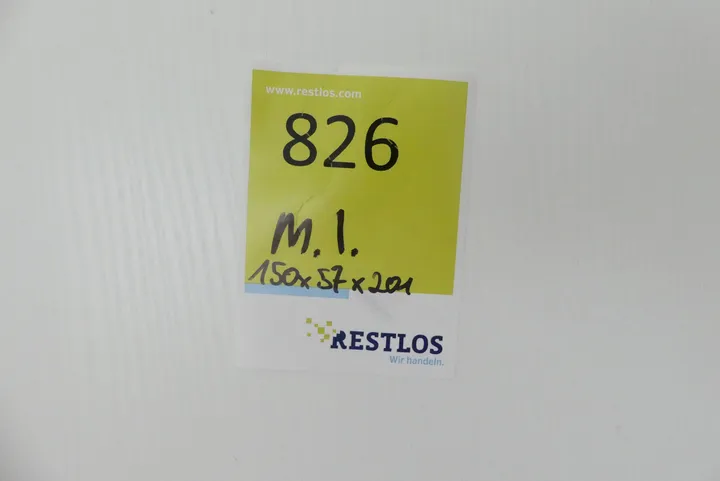 www.restlos.com
826
M. I.
150x57x201
RESTLOS
Wir handeln.